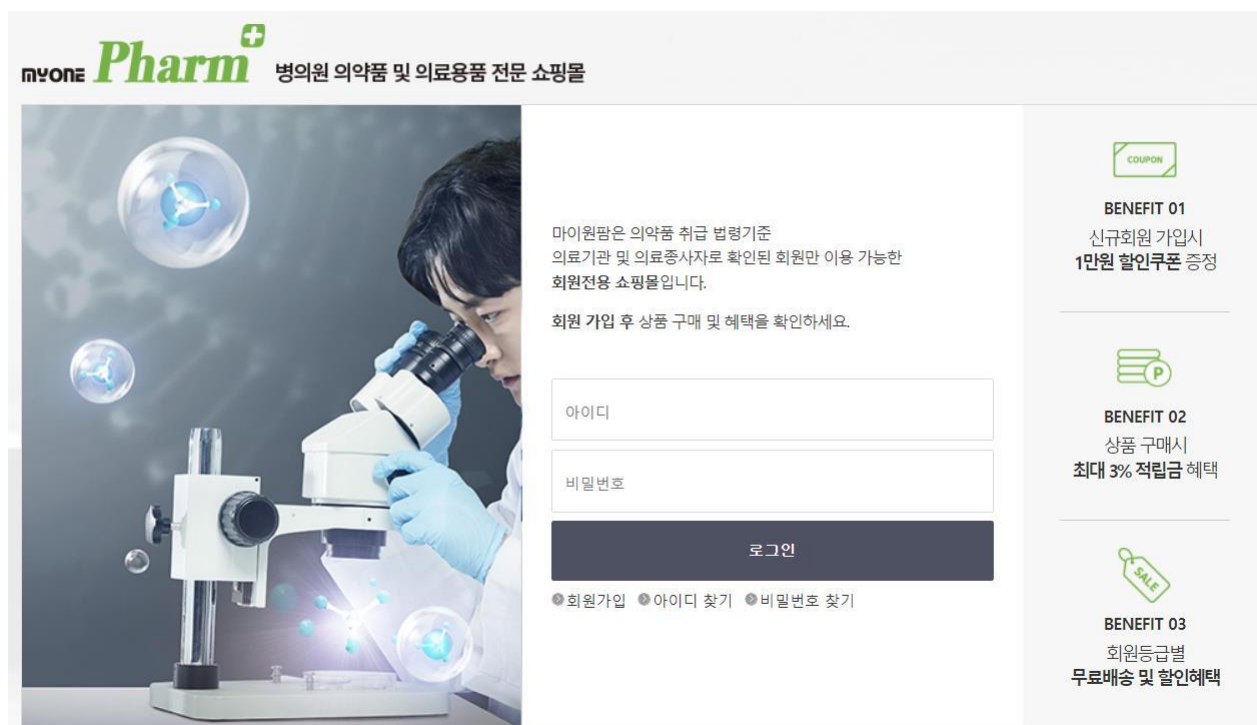 myone Pharm 병의원 의약품 및 의료용품 전문 쇼핑몰
마이원팜은 의약품 취급 법령기준
의료기관 및 의료종사자로 확인된 회원만 이용 가능한
회원전용 쇼핑몰입니다.
회원 가입 후 상품 구매 및 혜택을 확인하세요.
아이디
비밀번호
로그인
회원가입 아이디 찾기 비밀번호 찾기
COUPON
BENEFIT 01
신규회원 가입시
1만원 할인쿠폰 증정
P
BENEFIT 02
상품 구매시
최대 3% 적립금 혜택
SALE
BENEFIT 03
회원등급별
무료배송 및 할인혜택